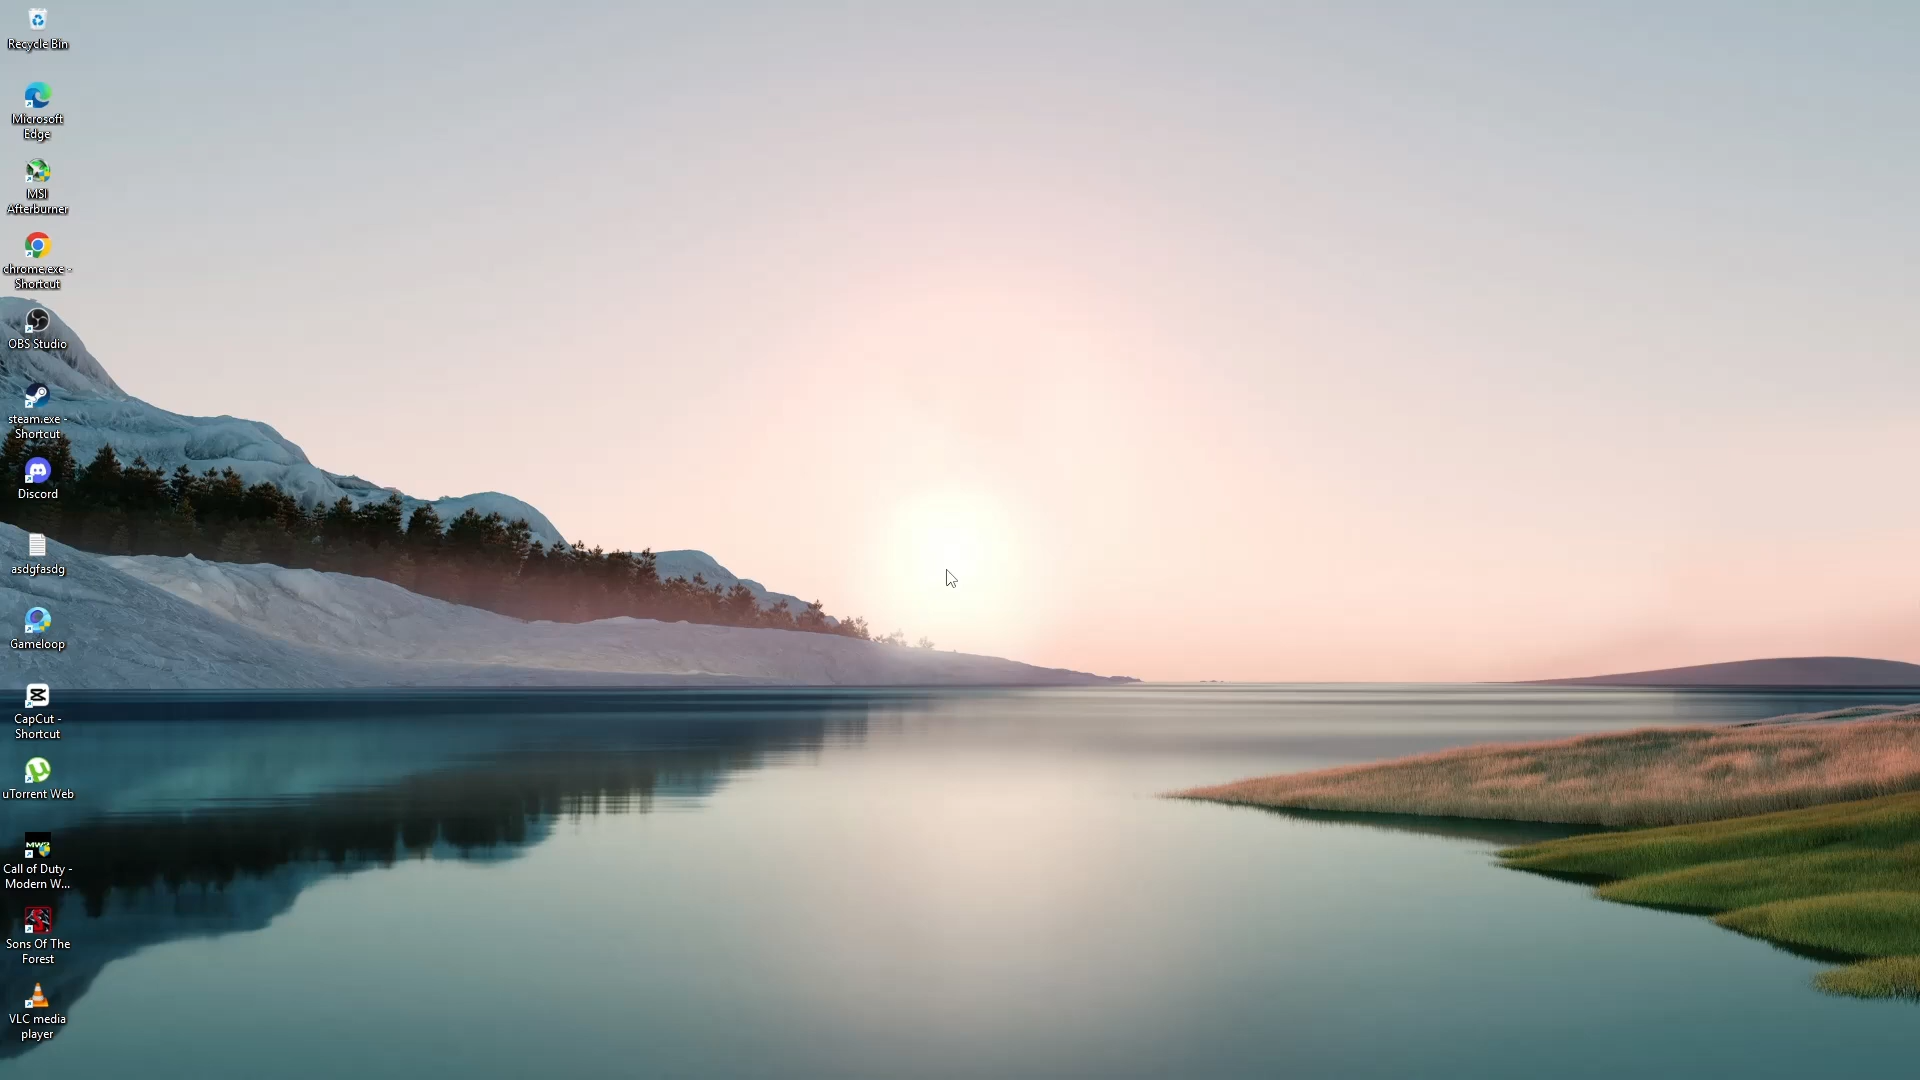 Recycle Bin
Microsoft
Edge
MSI
Afterburner
chrome.exe -
Shortcut
OBS Studio
steam.exe -
Shortcut
Discord
asdgfasdg
Gameloop
CapCut -
Shortcut
uTorrent Web
MWII
Call of Duty -
Modern W...
Sons Of The
Forest
VLC media
player